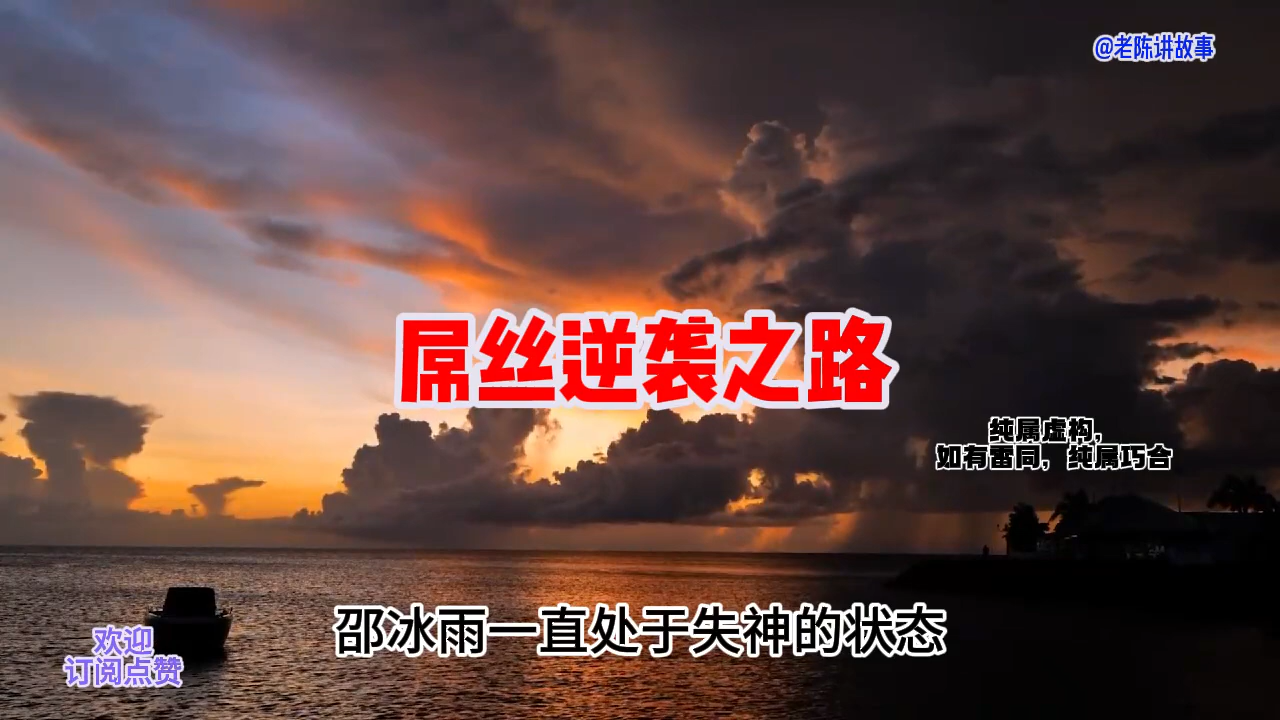 @老陈讲故事
屌丝逆袭之路
纯属虚构,
如有雷同，纯属巧合
邵冰雨一直处于失神的状态
欢迎
订阅点赞